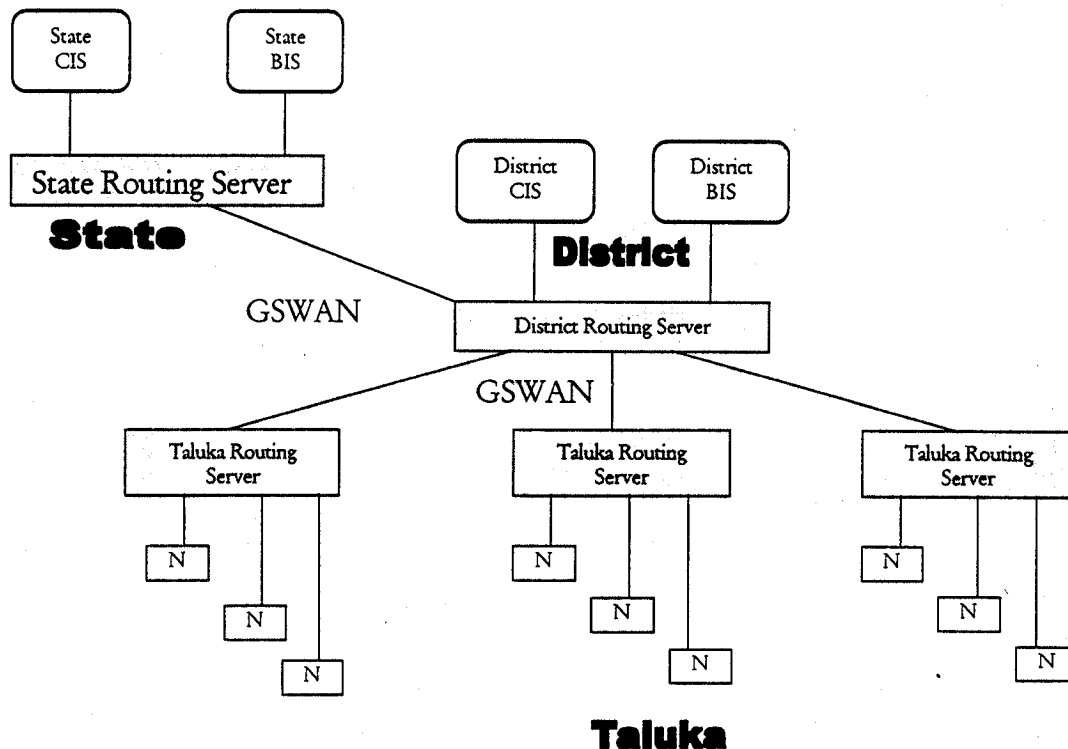 State
CIS
State
BIS
State Routing Server
State
District
CIS
District
BIS
District
GSWAN
District Routing Server
GSWAN
Taluka Routing
Server
Taluka Routing
Server
Taluka Routing
Server
N
N
N
N
N
N
N
N
N
Taluka